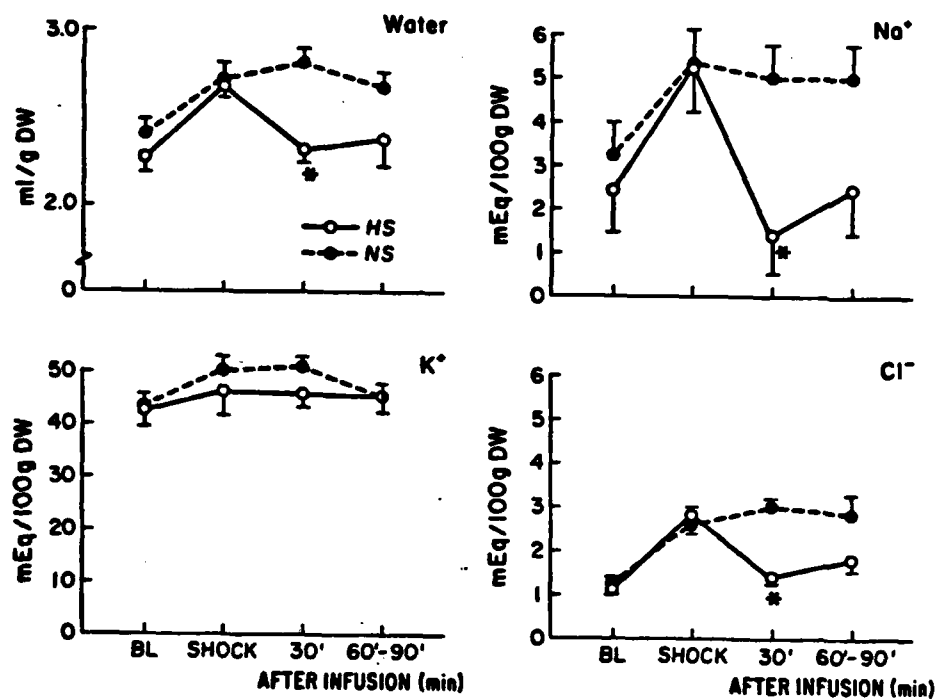 Water
3.0
2.0
0
ml/g DW
HS
NS
*
Na⁺
6
5
4
3
2
1
0
mEq/100g DW
*
K⁺
50
40
30
20
10
0
mEq/100g DW
BL SHOCK 30' 60'-90'
AFTER INFUSION (min)
Cl⁻
6
5
4
3
2
1
0
mEq/100g DW
*
BL SHOCK 30' 60'-90'
AFTER INFUSION (min)